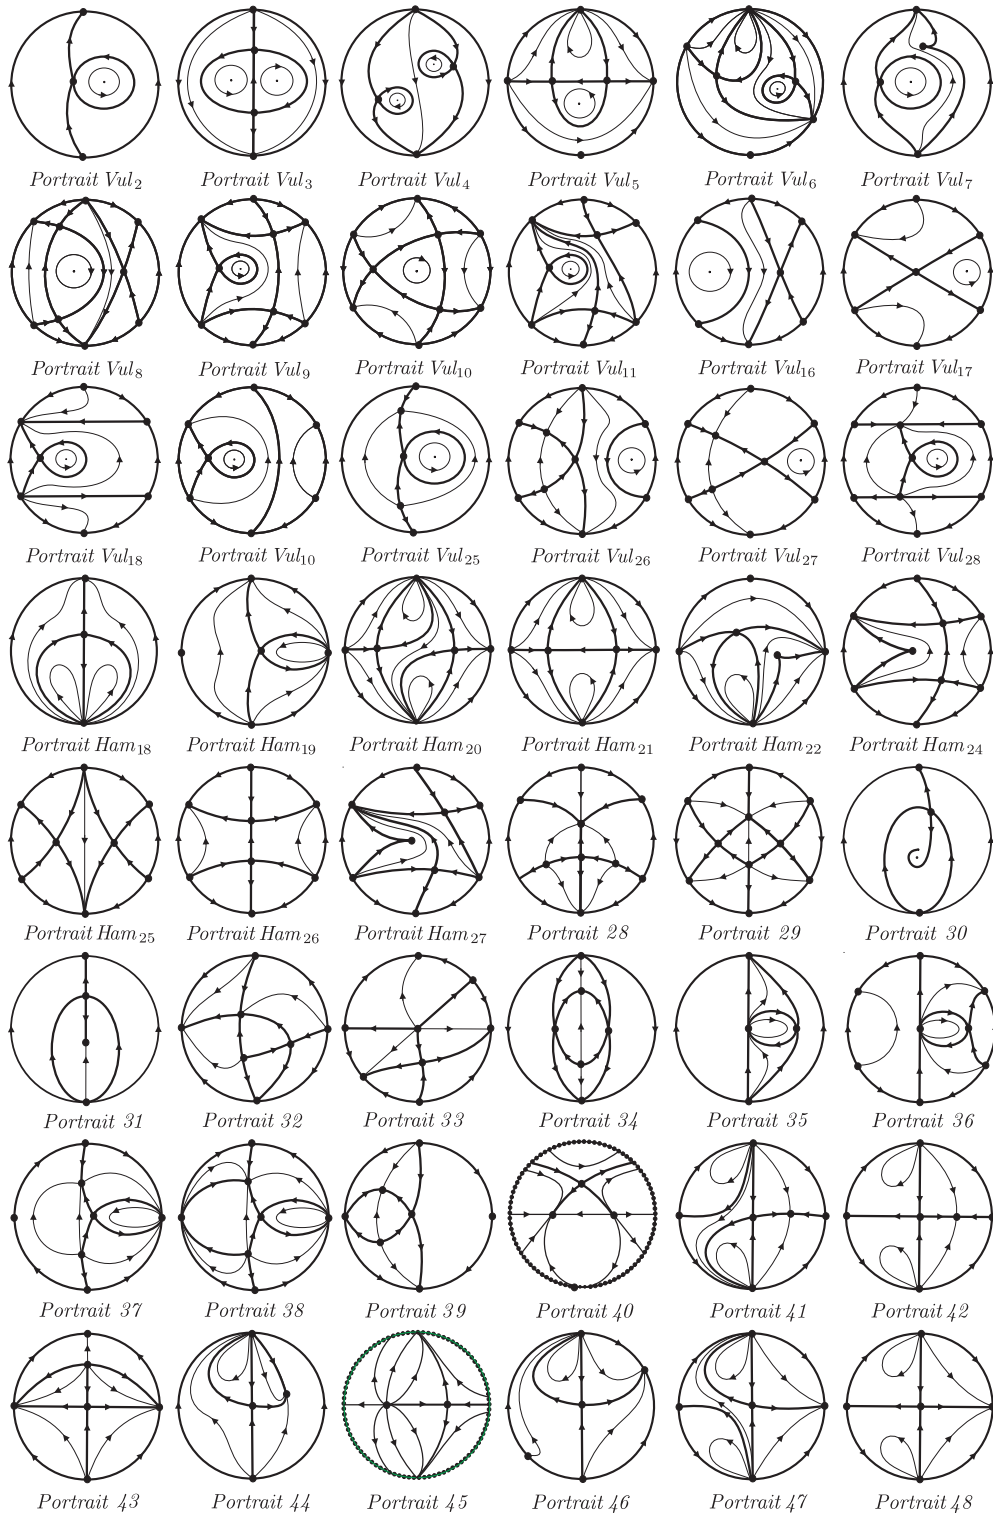 Portrait Vul2 Portrait Vul3 Portrait Vul4 Portrait Vul5 Portrait Vul6 Portrait Vul7
Portrait Vul8 Portrait Vul9 Portrait Vul10 Portrait Vul11 Portrait Vul16 Portrait Vul17
Portrait Vul18 Portrait Vul10 Portrait Vul25 Portrait Vul26 Portrait Vul27 Portrait Vul28
Portrait Ham18 Portrait Ham19 Portrait Ham20 Portrait Ham21 Portrait Ham22 Portrait Ham24
Portrait Ham25 Portrait Ham26 Portrait Ham27 Portrait 28 Portrait 29 Portrait 30
Portrait 31 Portrait 32 Portrait 33 Portrait 34 Portrait 35 Portrait 36
Portrait 37 Portrait 38 Portrait 39 Portrait 40 Portrait 41 Portrait 42
Portrait 43 Portrait 44 Portrait 45 Portrait 46 Portrait 47 Portrait 48